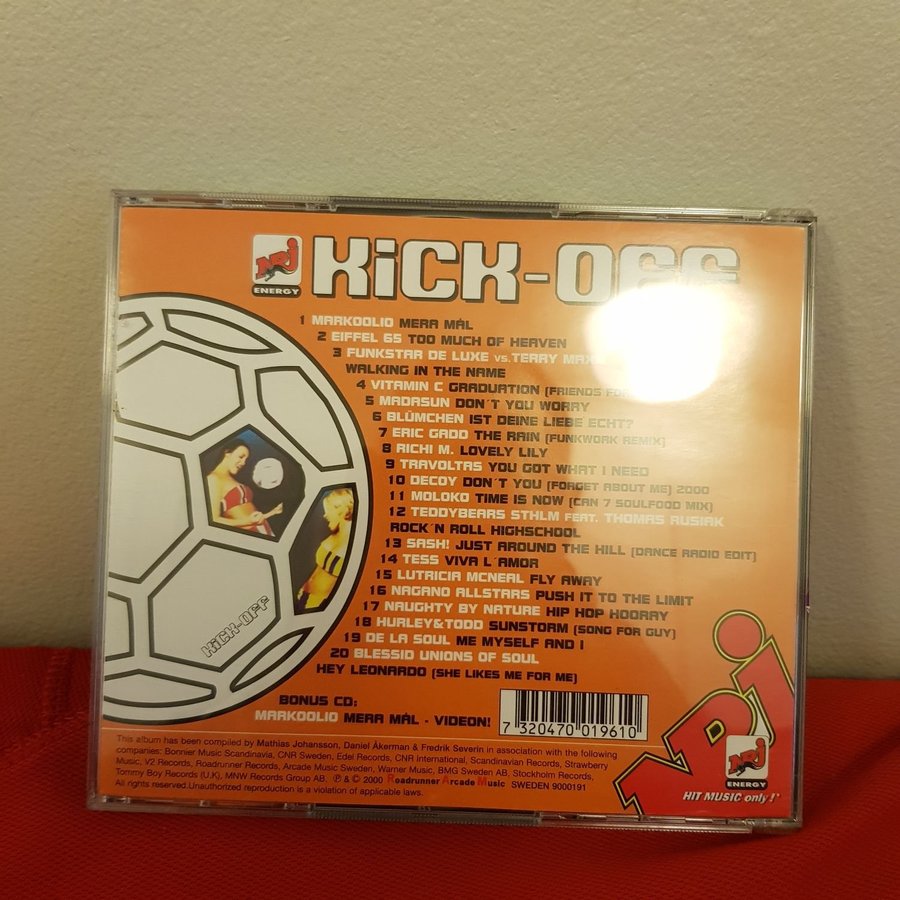 NRJ
ENERGY
KiCK-OFF
1 MARKOOLIO MERA MÅL
2 EIFFEL 65 TOO MUCH OF HEAVEN
3 FUNKSTAR DE LUXE VS. TERRY
WALKING IN THE NAME
4 VITAMIN C GRADUATION (FRIENDS
5 MADASUN DON´T YOU WORRY
6 BLÜMCHEN IST DEINE LIEBE ECHT?
7 ERIC GADD THE RAIN (FUNKWORK REMIX)
8 RICHI M. LOVELY LILY
9 TRAVOLTAS YOU GOT WHAT I NEED
10 DECOY DON´T YOU (FORGET ABOUT ME) 2000
11 MOLOKO TIME IS NOW (CAN 7 SOULFOOD MIX)
12 TEDDYBEARS STHLM FEAT. THOMAS RUSIAK
ROCK´N ROLL HIGHSCHOOL
13 SASH! JUST AROUND THE HILL (DANCE RADIO EDIT)
14 TESS VIVA L´AMOR
15 LUTRICIA MCNEAL FLY AWAY
16 NAGANO ALLSTARS PUSH IT TO THE LIMIT
17 NAUGHTY BY NATURE HIP HOP HOORAY
18 HURLEY&TODD SUNSTORM (SONG FOR GUY)
19 DE LA SOUL ME MYSELF AND I
20 BLESSID UNIONS OF SOUL
HEY LEONARDO (SHE LIKES ME FOR ME)
KiCK-OFF
BONUS CD:
MARKOOLIO MERA MÅL - VIDEON!
7 320470 019610
This album has been compiled by Mathias Johansson, Daniel Åkerman & Fredrik Severin in association with the following
companies: Bonnier Music Scandinavia, CNR Sweden, Edel Records, CNR International, Scandinavian Records, Strawberry
Music, V2 Records, Roadrunner Records, Arcade Music Sweden, Warner Music, BMG Sweden AB, Stockholm Records,
Tommy Boy Records (U.K), MNW Records Group AB. ℗ & © 2000 Roadrunner Arcade Music SWEDEN 9000191
All rights reserved.Unauthorized reproduction is a violation of applicable laws.
NRJ
NRJ
ENERGY
HIT MUSIC only!